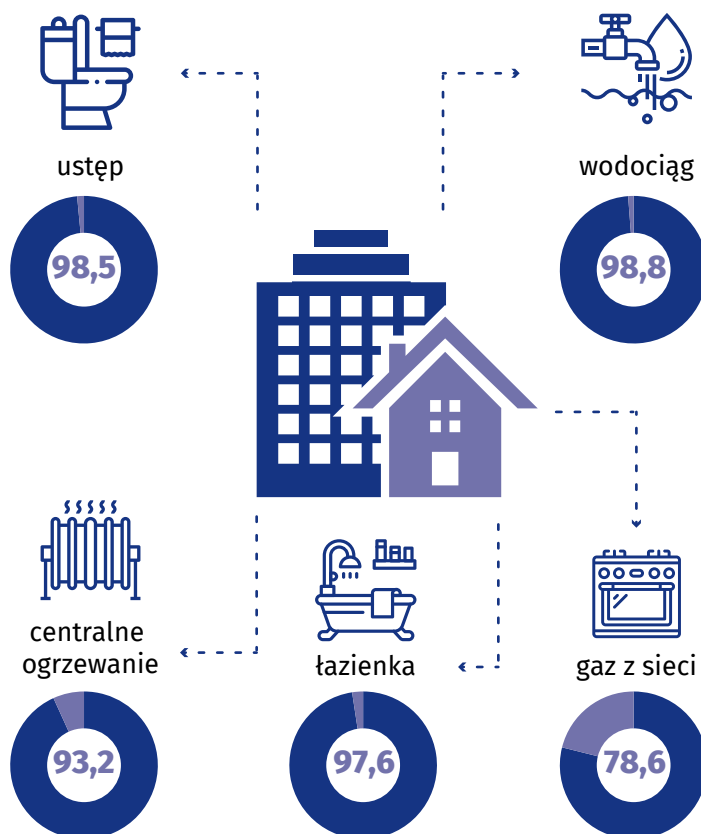 ustęp
98,5
wodociąg
98,8
centralne
ogrzewanie
93,2
łazienka
97,6
gaz z sieci
78,6